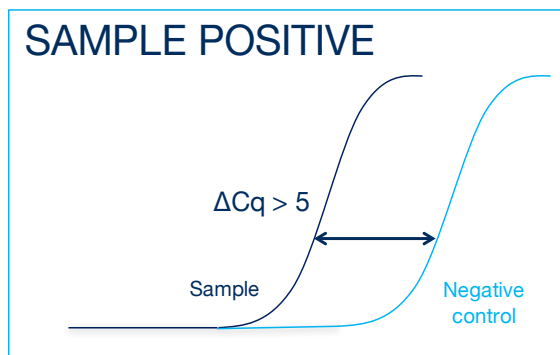 SAMPLE POSITIVE
ΔCq > 5
Sample
Negative
control